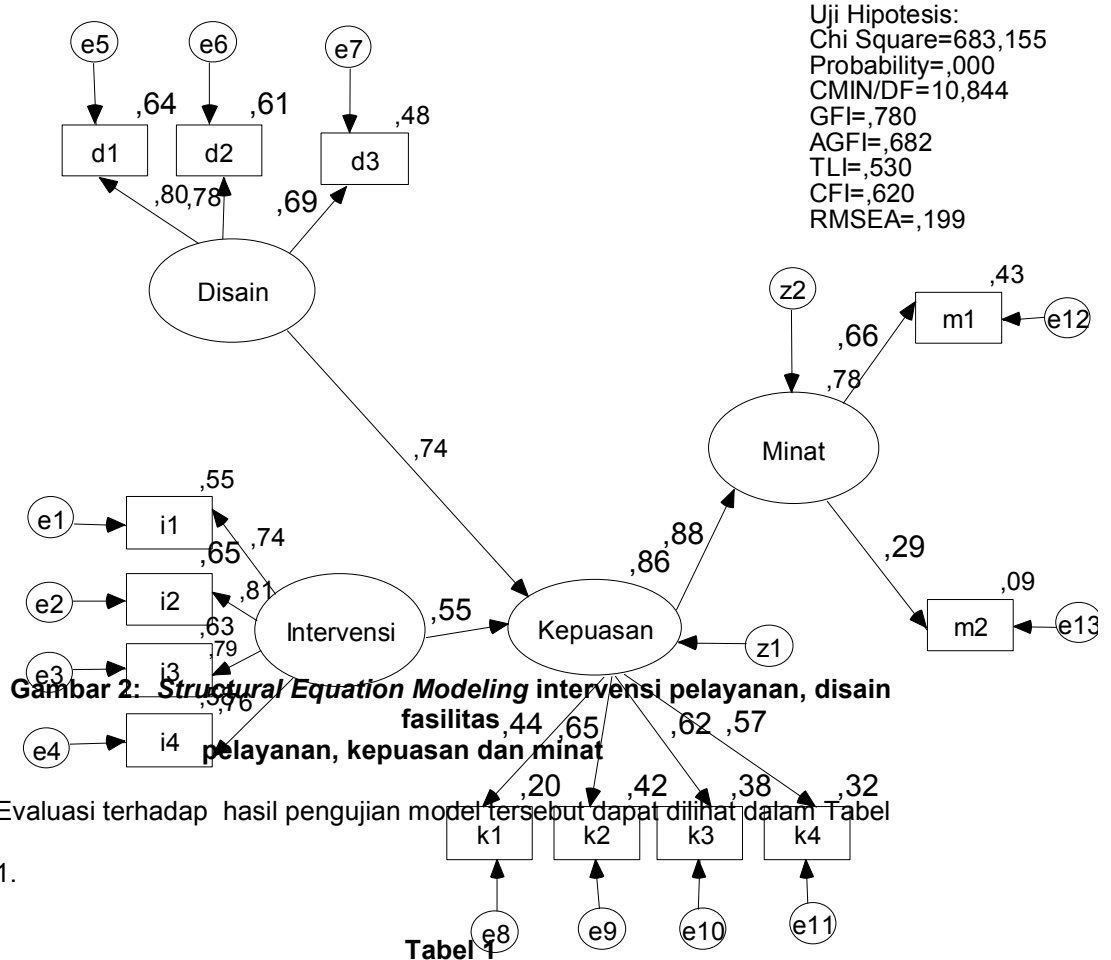 Uji Hipotesis:
Chi Square=683,155
Probability=,000
CMIN/DF=10,844
GFI=,780
AGFI=,682
TLI=,530
CFI=,620
RMSEA=,199
e5
e6
e7
,64
,61
,48
d1
d2
d3
,80
,78
,69
Disain
,74
z2
,43
m1
e12
,66
,78
Minat
,88
,29
,09
m2
e13
,55
e1
i1
,74
,65
e2
i2
,81
,63
e3
i3
,79
e4
i4
,76
Intervensi
,55
,86
Kepuasan
z1
Gambar 2: Structural Equation Modeling intervensi pelayanan, disain
fasilitas
pelayanan, kepuasan dan minat
,44
,65
,62
,57
,20
,42
,38
,32
Evaluasi terhadap hasil pengujian model tersebut dapat dilihat dalam Tabel
1.
k1
k2
k3
k4
e8
e9
e10
e11
Tabel 1